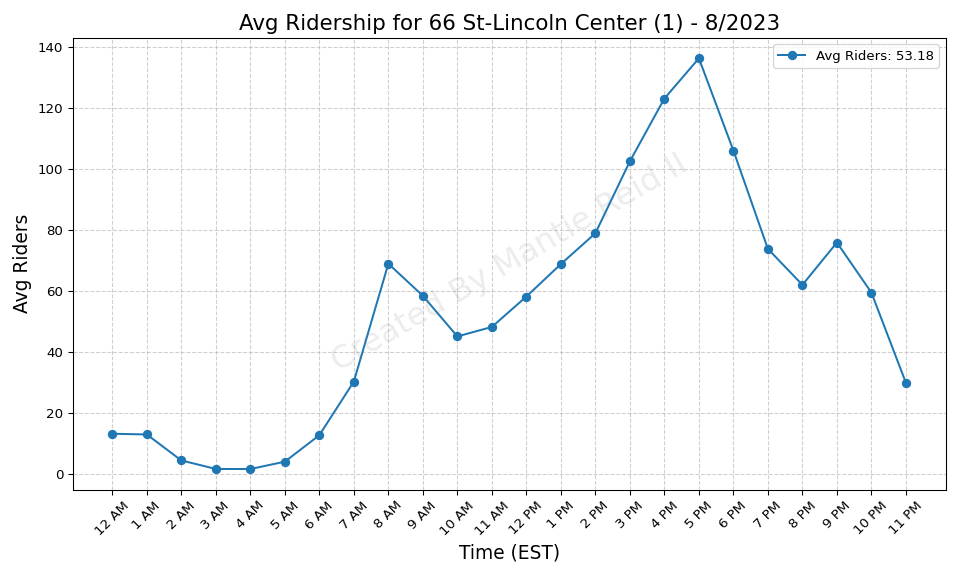 Avg Ridership for 66 St-Lincoln Center (1) - 8/2023
Avg Riders: 53.18
Avg Riders
140
120
100
80
60
40
20
0
Created By Mantle Reid II
12 AM
1 AM
2 AM
3 AM
4 AM
5 AM
6 AM
7 AM
8 AM
9 AM
10 AM
11 AM
12 PM
1 PM
2 PM
3 PM
4 PM
5 PM
6 PM
7 PM
8 PM
9 PM
10 PM
11 PM
Time (EST)